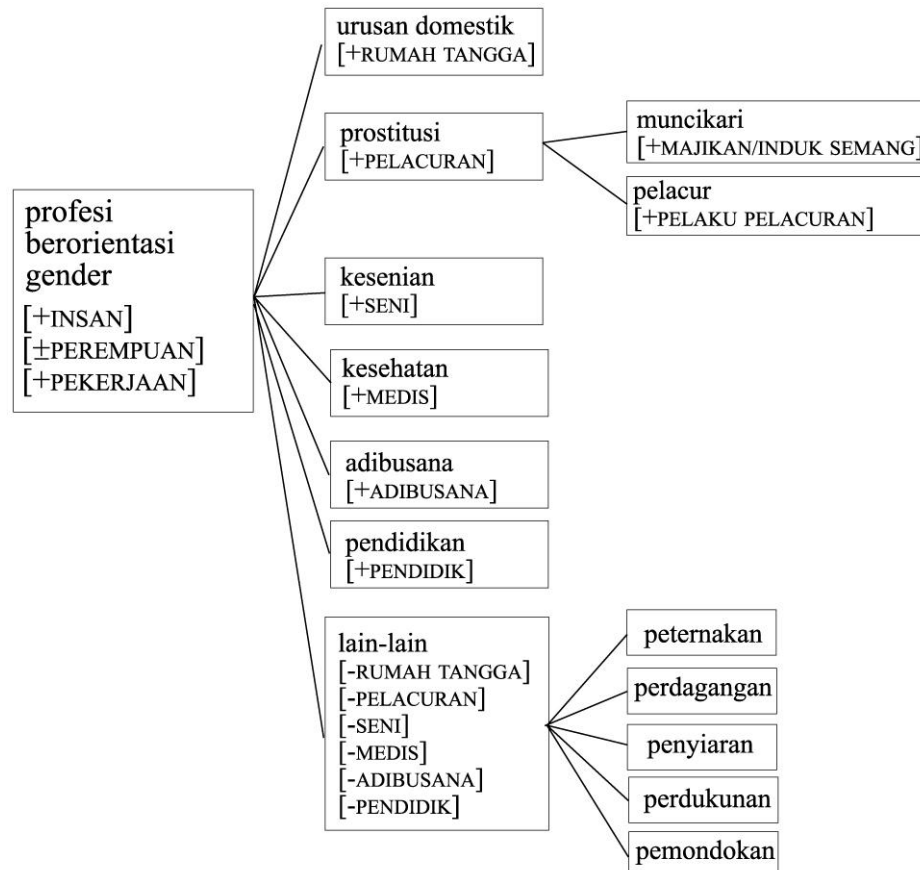 profesi
berorientasi
gender
[+INSAN]
[±PEREMPUAN]
[+PEKERJAAN]
urusan domestik
[+RUMAH TANGGA]
prostitusi
[+PELACURAN]
muncikari
[+MAJIKAN/INDUK SEMANG]
pelacur
[+PELAKU PELACURAN]
kesenian
[+SENI]
kesehatan
[+MEDIS]
adibusana
[+ADIBUSANA]
pendidikan
[+PENDIDIK]
lain-lain
[-RUMAH TANGGA]
[-PELACURAN]
[-SENI]
[-MEDIS]
[-ADIBUSANA]
[-PENDIDIK]
peternakan
perdagangan
penyiaran
perdukunan
pemondokan